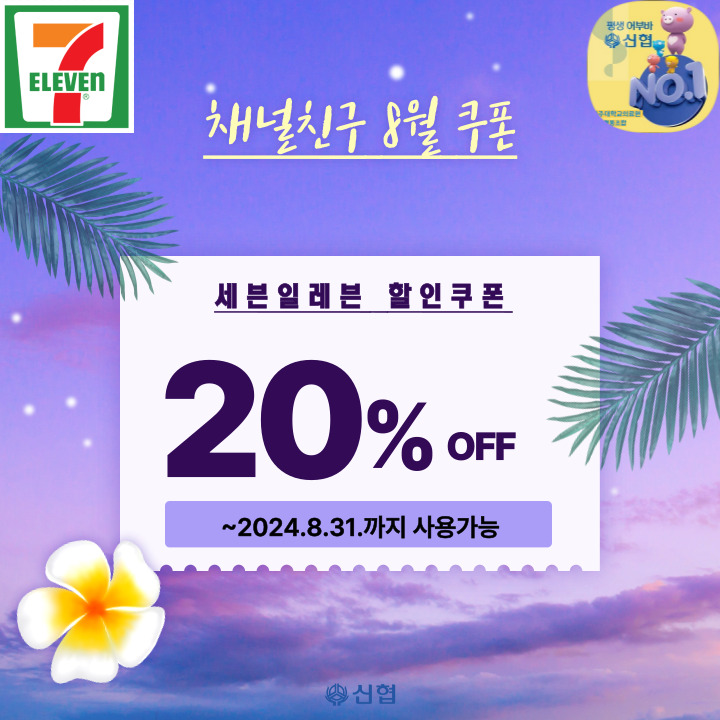 7
ELEVEN
®
평생 어부바
신협
NO.1
채널친구 8월 쿠폰
세븐일레븐 할인쿠폰
20% OFF
~2024.8.31.까지 사용가능
신협